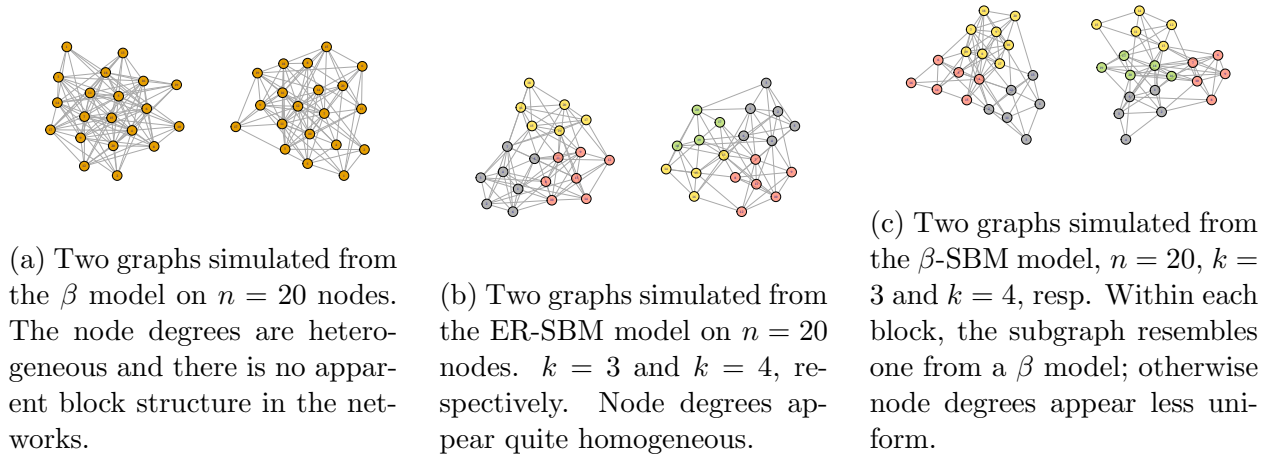 (a) Two graphs simulated from
the β model on n = 20 nodes.
The node degrees are hetero-
geneous and there is no appar-
ent block structure in the net-
works.
(b) Two graphs simulated from
the ER-SBM model on n = 20
nodes. k = 3 and k = 4, re-
spectively. Node degrees ap-
pear quite homogeneous.
(c) Two graphs simulated from
the β-SBM model, n = 20, k =
3 and k = 4, resp. Within each
block, the subgraph resembles
one from a β model; otherwise
node degrees appear less uni-
form.